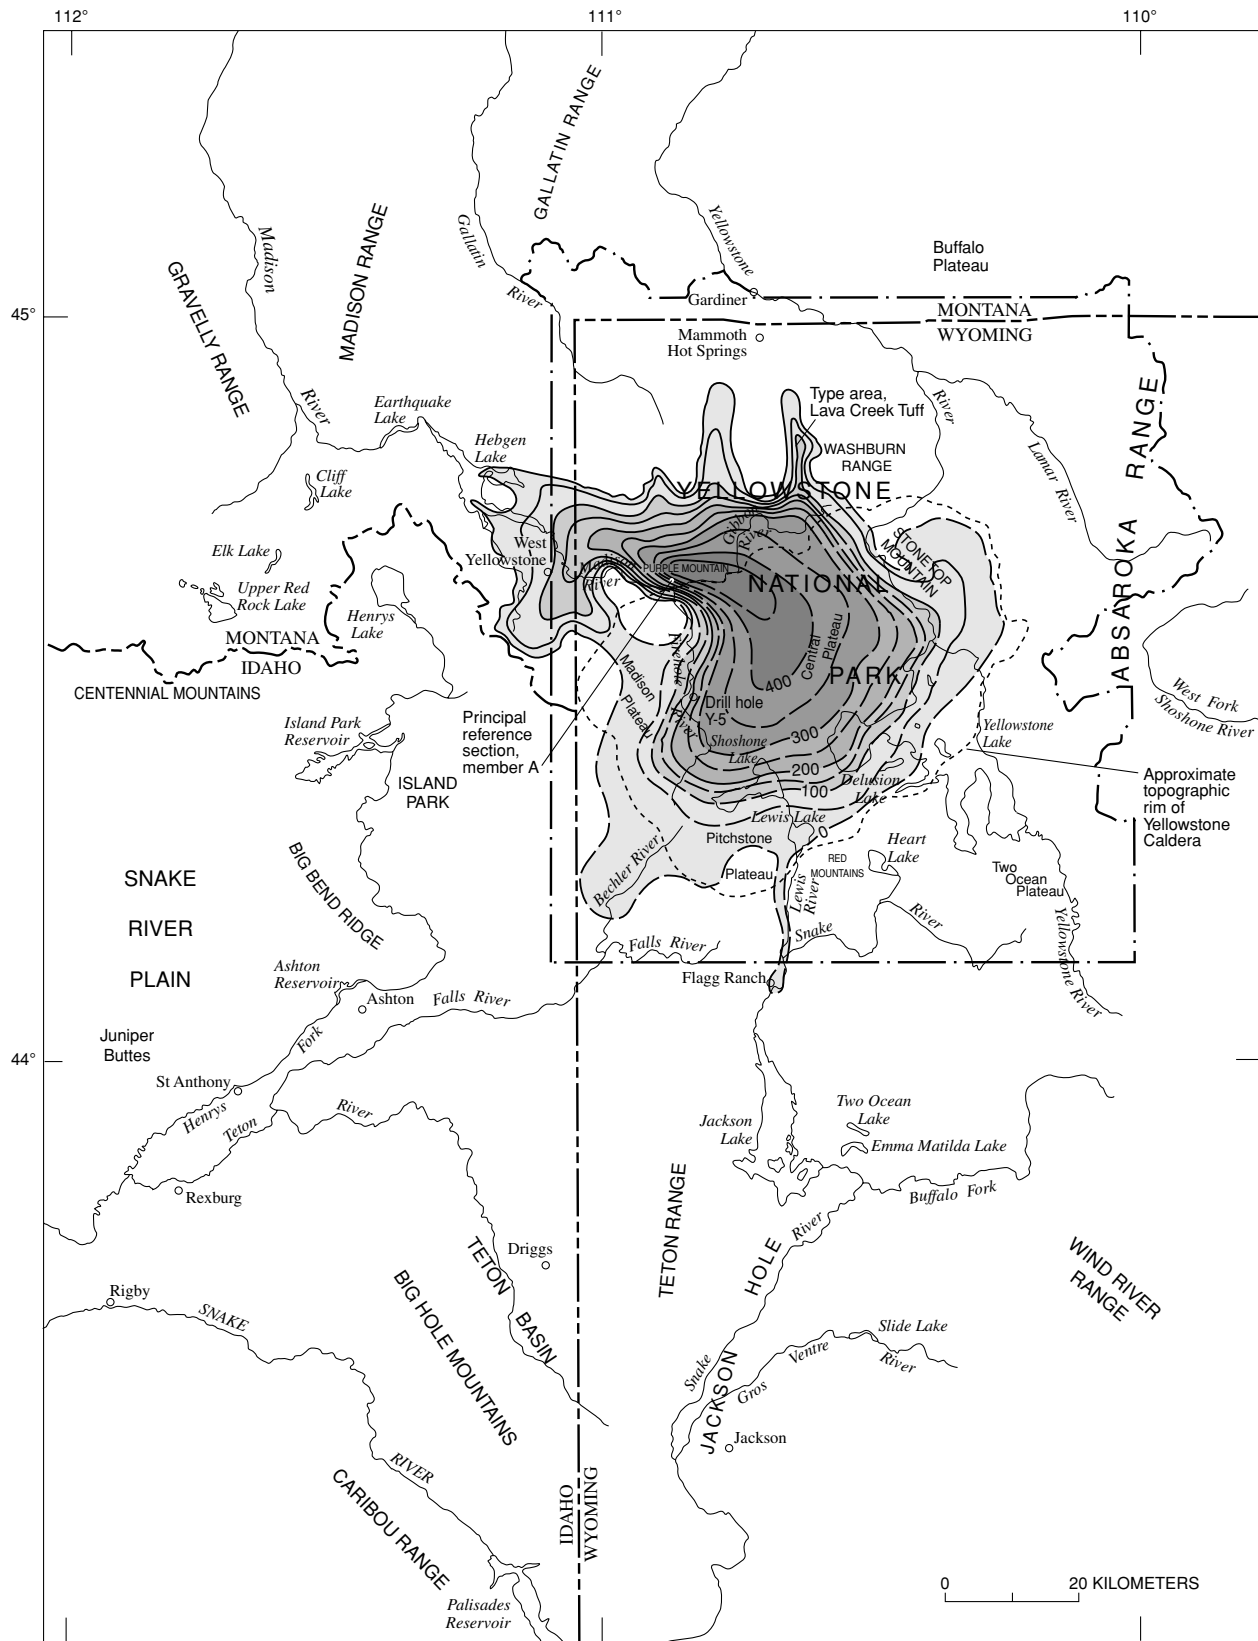 112°
111°
110°
GALLATIN RANGE
Yellowstone
Gallatin
River
Madison
River
MADISON RANGE
GRAVELLY RANGE
Buffalo
Plateau
Gardiner
45°
MONTANA
WYOMING
Mammoth
Hot Springs
River
Earthquake
Lake
Type area,
Lava Creek Tuff
WASHBURN
RANGE
ABSAROKA RANGE
Hebgen
Lake
Cliff
Lake
Lamar River
YELLOWSTONE
NATIONAL
PARK
Gibbon
River
STONETOP
MOUNTAIN
Elk Lake
West
Yellowstone
Madison
River
PURPLE MOUNTAIN
Upper Red
Rock Lake
Henrys
Lake
MONTANA
IDAHO
CENTENNIAL MOUNTAINS
Madison
Plateau
Firehole
River
Central
Plateau
400
300
200
100
0
Drill hole
Y-5
West Fork
Shoshone River
Island Park
Reservoir
Principal
reference
section,
member A
Shoshone
Lake
Yellowstone
Lake
Delusion
Lake
Approximate
topographic
rim of
Yellowstone
Caldera
ISLAND
PARK
Lewis Lake
Pitchstone
Plateau
Heart
Lake
RED
MOUNTAINS
Two
Ocean
Plateau
BIG BEND RIDGE
Bechler River
Lewis
River
SNAKE
RIVER
PLAIN
Snake
River
Yellowstone River
Falls River
Flagg Ranch
Ashton
Reservoir
Ashton
Falls River
Juniper
Buttes
44°
Henrys
Fork
St Anthony
Teton
River
Two Ocean
Lake
Jackson
Lake
Emma Matilda Lake
Rexburg
Buffalo Fork
TETON RANGE
River
Driggs
TETON
BASIN
JACKSON HOLE
WIND RIVER
RANGE
Rigby
SNAKE
BIG HOLE MOUNTAINS
Slide Lake
Snake
Gros
Ventre
River
Jackson
RIVER
CARIBOU RANGE
IDAHO
WYOMING
Palisades
Reservoir
0
20 KILOMETERS